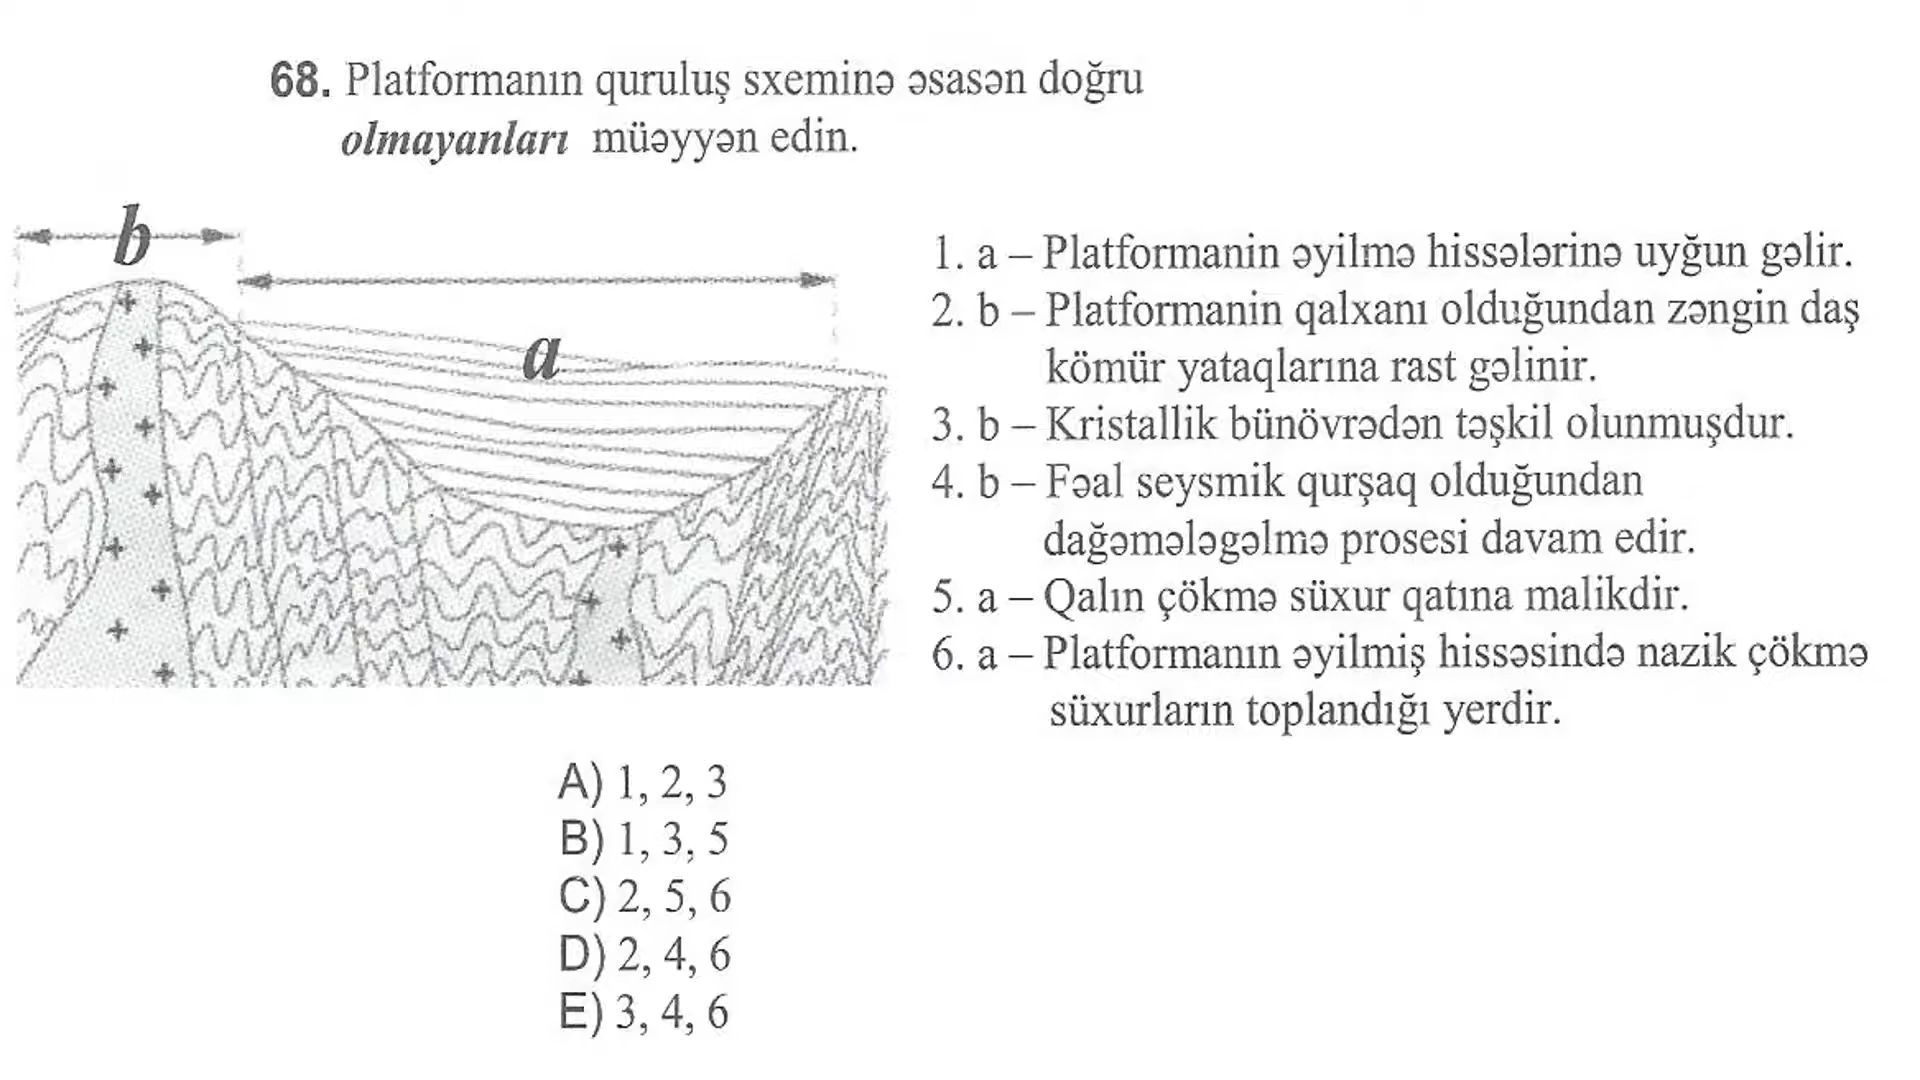 68. Platformanın quruluş sxeminə əsasən doğru
olmayanları müəyyən edin.
b
a
1. a – Platformanin əyilmə hissələrinə uyğun gəlir.
2. b – Platformanin qalxanı olduğundan zəngin daş
kömür yataqlarına rast gəlinir.
3. b – Kristallik bünövrədən təşkil olunmuşdur.
4. b – Fəal seysmik qurşaq olduğundan
dağəmələgəlmə prosesi davam edir.
5. a – Qalın çökmə süxur qatına malikdir.
6. a – Platformanın əyilmiş hissəsində nazik çökmə
süxurların toplandığı yerdir.
A) 1, 2, 3
B) 1, 3, 5
C) 2, 5, 6
D) 2, 4, 6
E) 3, 4, 6